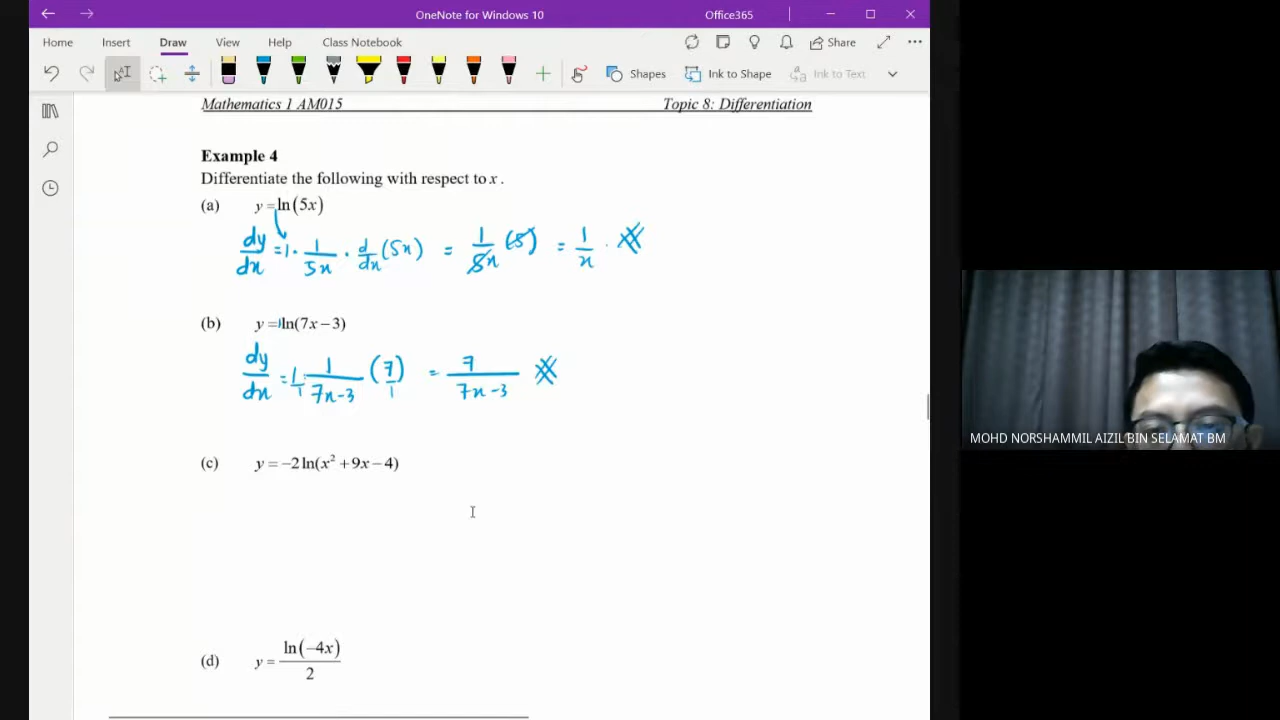 OneNote for Windows 10 Office365
Home Insert Draw View Help Class Notebook Share
Shapes Ink to Shape Ink to Text
Mathematics 1 AM015 Topic 8: Differentiation
Example 4
Differentiate the following with respect to x .
(a) y = ln(5x)
dy/dx = 1 · 1/5x · d/dx (5x) = 1/5x (5) = 1/x
(b) y = 1ln(7x − 3)
dy/dx = 1/1 · 1/7x-3 (7/1) = 7/7x-3
MOHD NORSHAMMIL AIZIL BIN SELAMAT BM
(c) y = −2 ln(x² + 9x − 4)
(d) y = ln(−4x)/2